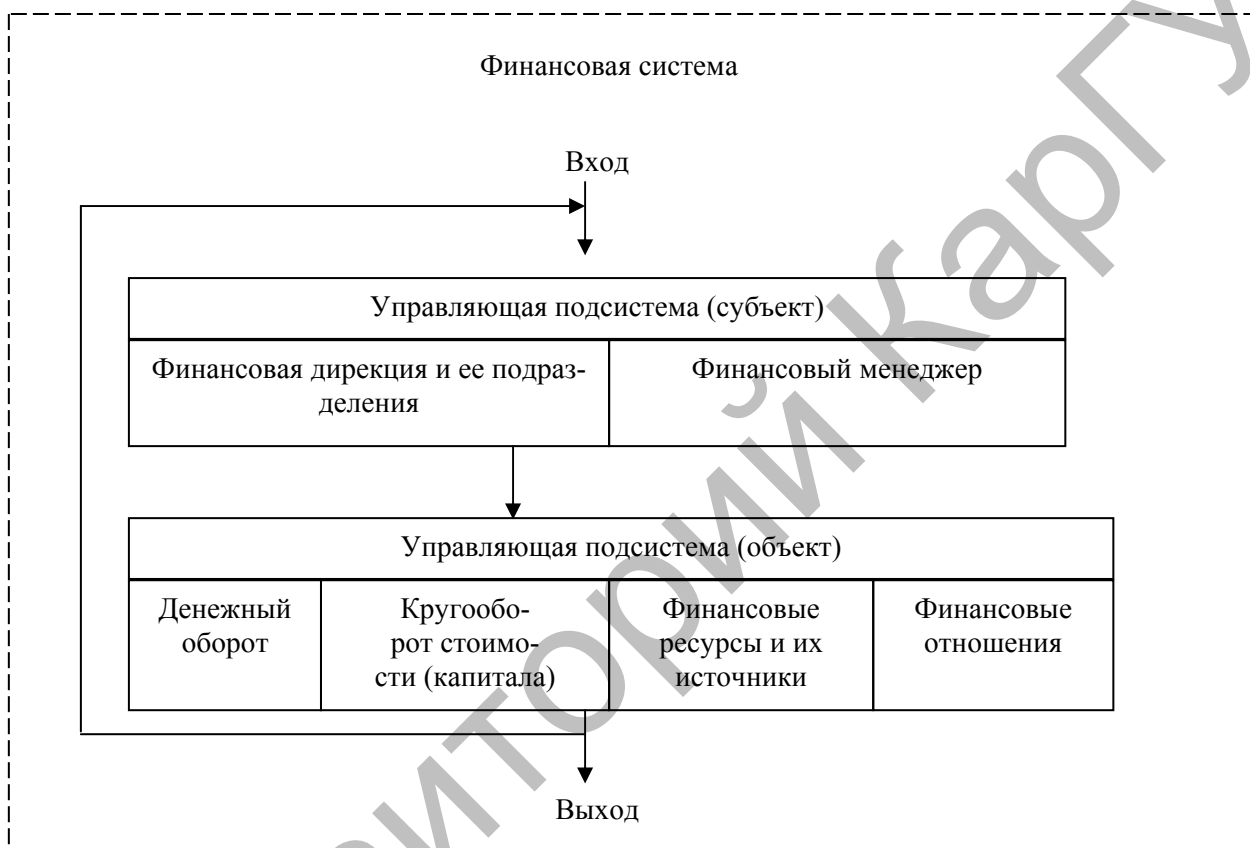 Финансовая система
Вход
Управляющая подсистема (субъект)
Финансовая дирекция и ее подраз-
деления
Финансовый менеджер
Управляющая подсистема (объект)
Денежный
оборот
Кругообо-
рот стоимо-
сти (капитала)
Финансовые
ресурсы и их
источники
Финансовые
отношения
Выход
иторий КарГУ